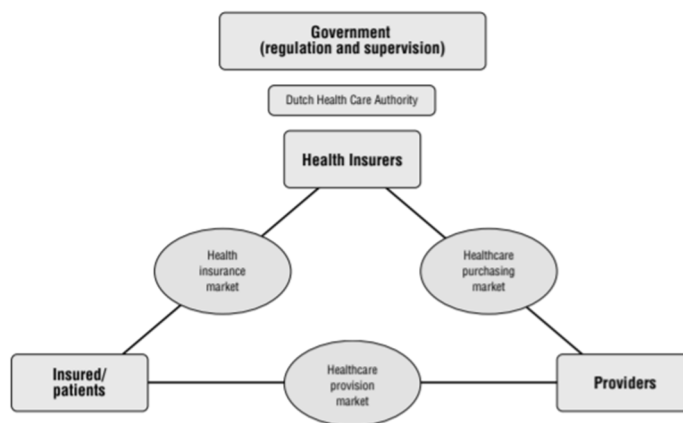 Government
(regulation and supervision)
Dutch Health Care Authority
Health Insurers
Health
insurance
market
Healthcare
purchasing
market
Insured/
patients
Healthcare
provision
market
Providers